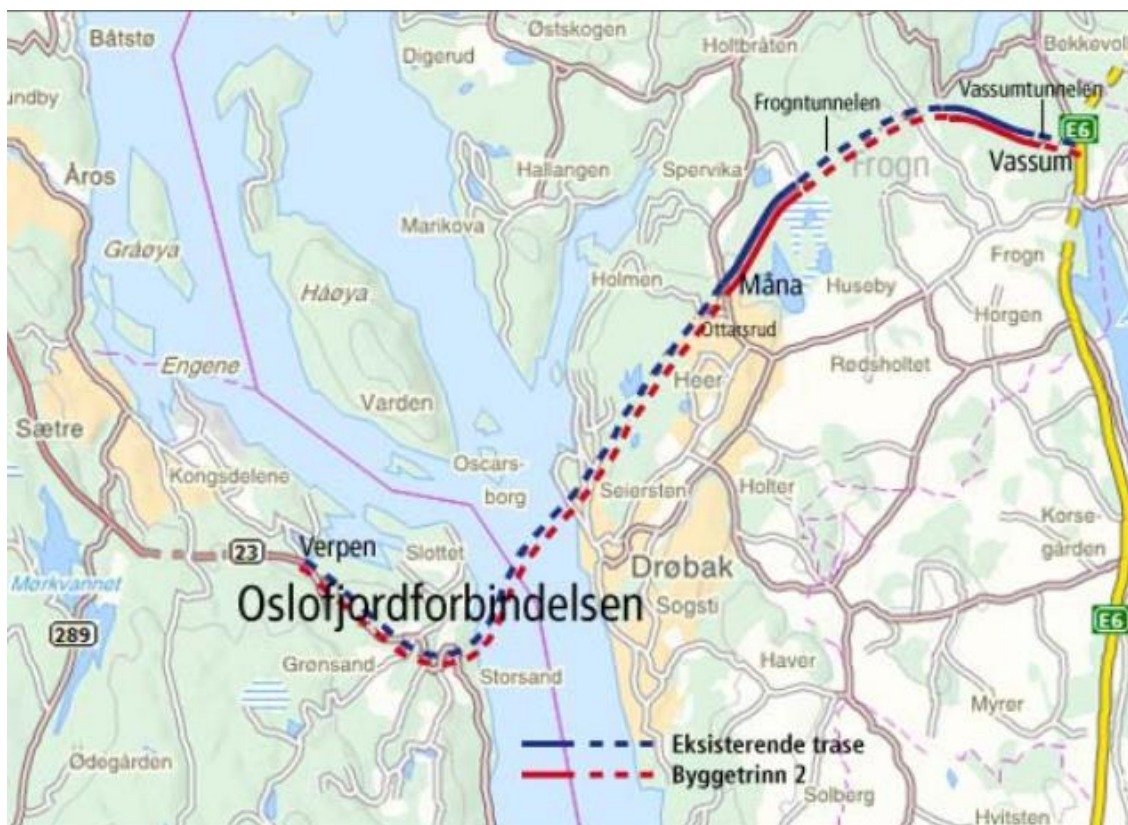 Båtstø
Østskogen
Digerud
Holtbråten
Bekkevoll
undby
Vassumtunnelen
Frogntunnelen
E6
Åros
Hallangen
Spervika
Frogn
Vassum
Marikova
Gråøya
Håøya
Holmen
Måna
Huseby
Frogn
Ottarsrud
Horgen
Engene
Heer
Rødsholtet
Varden
Sætre
Oscars-
borg
Kongsdelene
Seiersten
Holter
Korse-
gården
23
Verpen
Slottet
Drøbak
Mørkvannet
Oslofjordforbindelsen
Sogsti
289
E6
Grønsand
Storsand
Haver
Myrer
Eksisterende trase
Ødegården
Byggetrinn 2
Solberg
Hvitsten